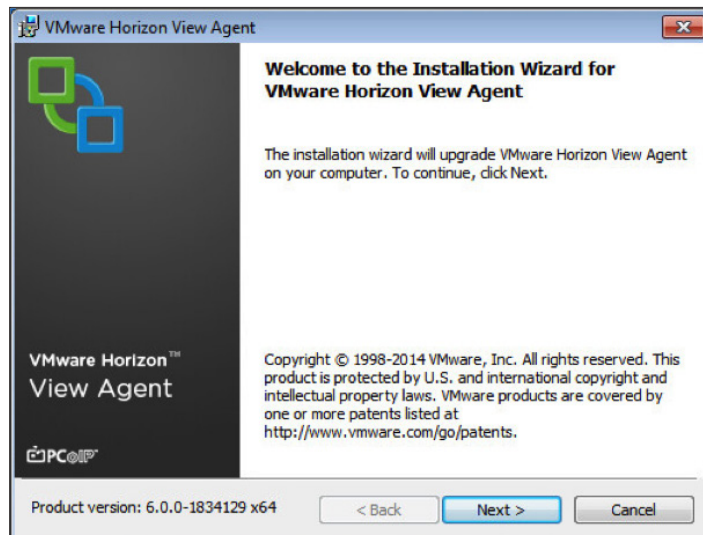 VMware Horizon View Agent
Welcome to the Installation Wizard for
VMware Horizon View Agent
The installation wizard will upgrade VMware Horizon View Agent
on your computer. To continue, click Next.
VMware Horizon™
View Agent
Copyright © 1998-2014 VMware, Inc. All rights reserved. This
product is protected by U.S. and international copyright and
intellectual property laws. VMware products are covered by
one or more patents listed at
http://www.vmware.com/go/patents.
PCoIP
Product version: 6.0.0-1834129 x64
< Back
Next >
Cancel